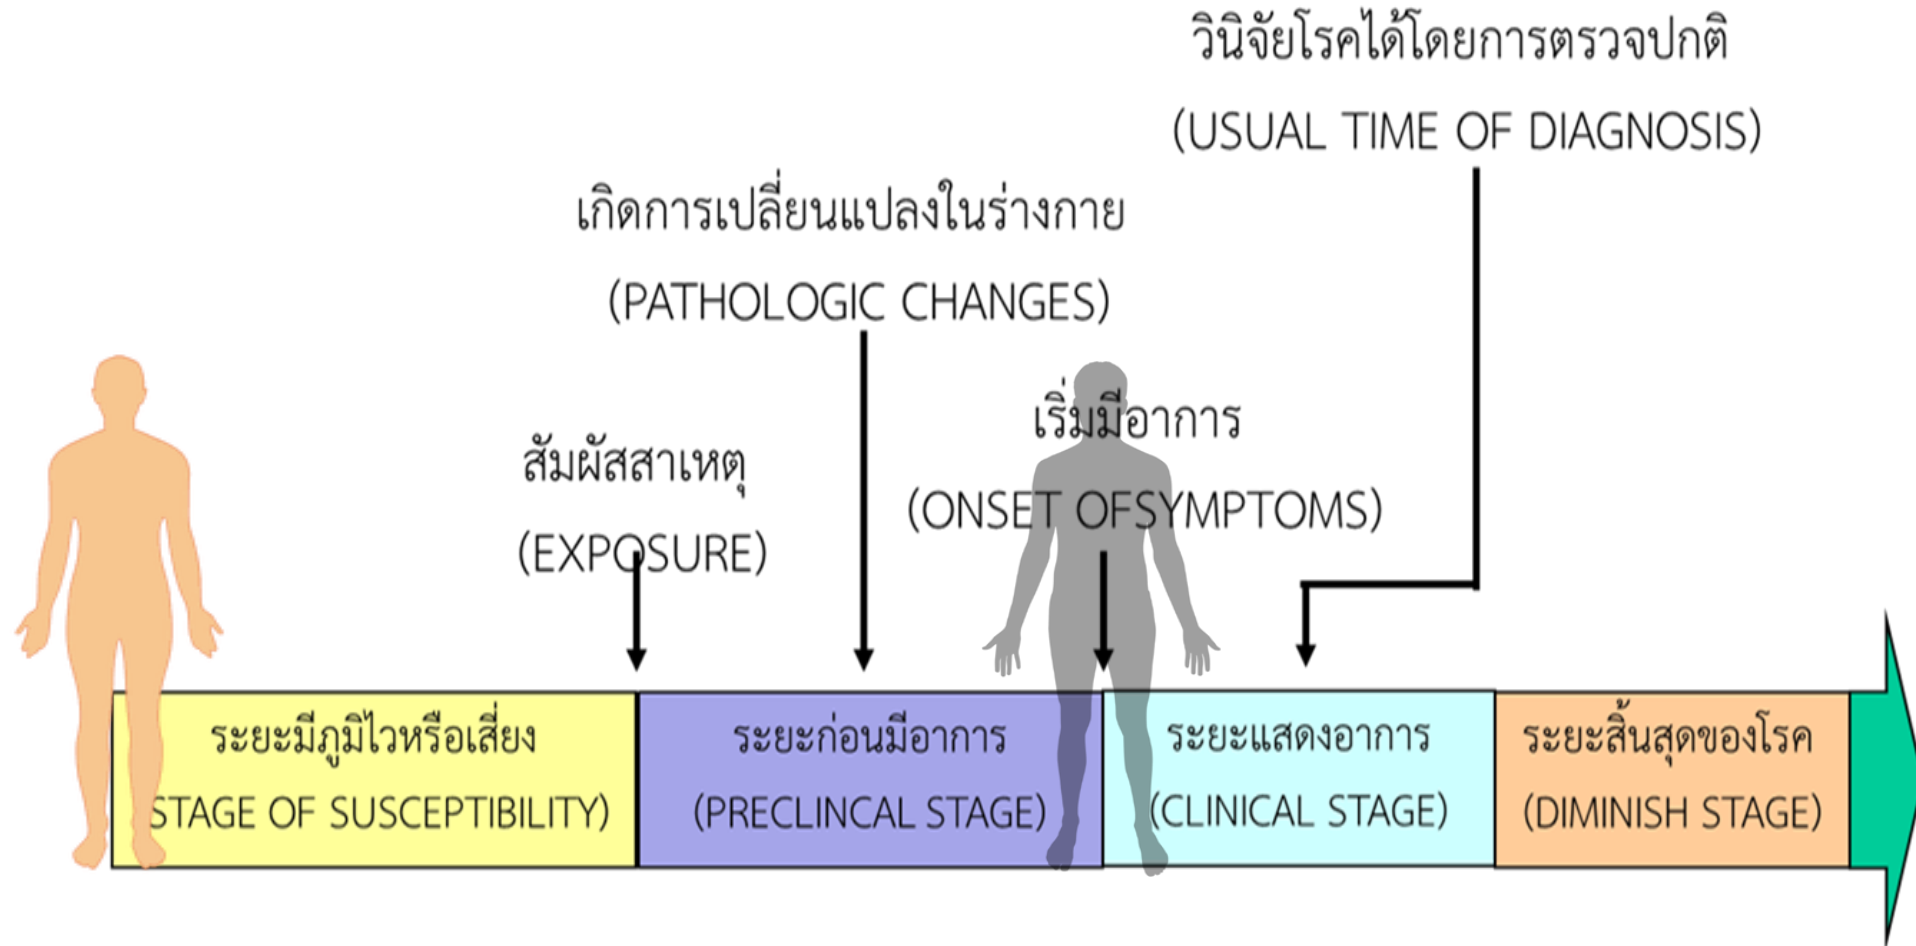 วินิจัยโรคได้โดยการตรวจปกติ
(USUAL TIME OF DIAGNOSIS)
เกิดการเปลี่ยนแปลงในร่างกาย
(PATHOLOGIC CHANGES)
เริ่มมีอาการ
(ONSET OFSYMPTOMS)
สัมผัสสาเหตุ
(EXPOSURE)
ระยะมีภูมิไวหรือเสี่ยง
STAGE OF SUSCEPTIBILITY)
ระยะก่อนมีอาการ
(PRECLINCAL STAGE)
ระยะแสดงอาการ
(CLINICAL STAGE)
ระยะสิ้นสุดของโรค
(DIMINISH STAGE)